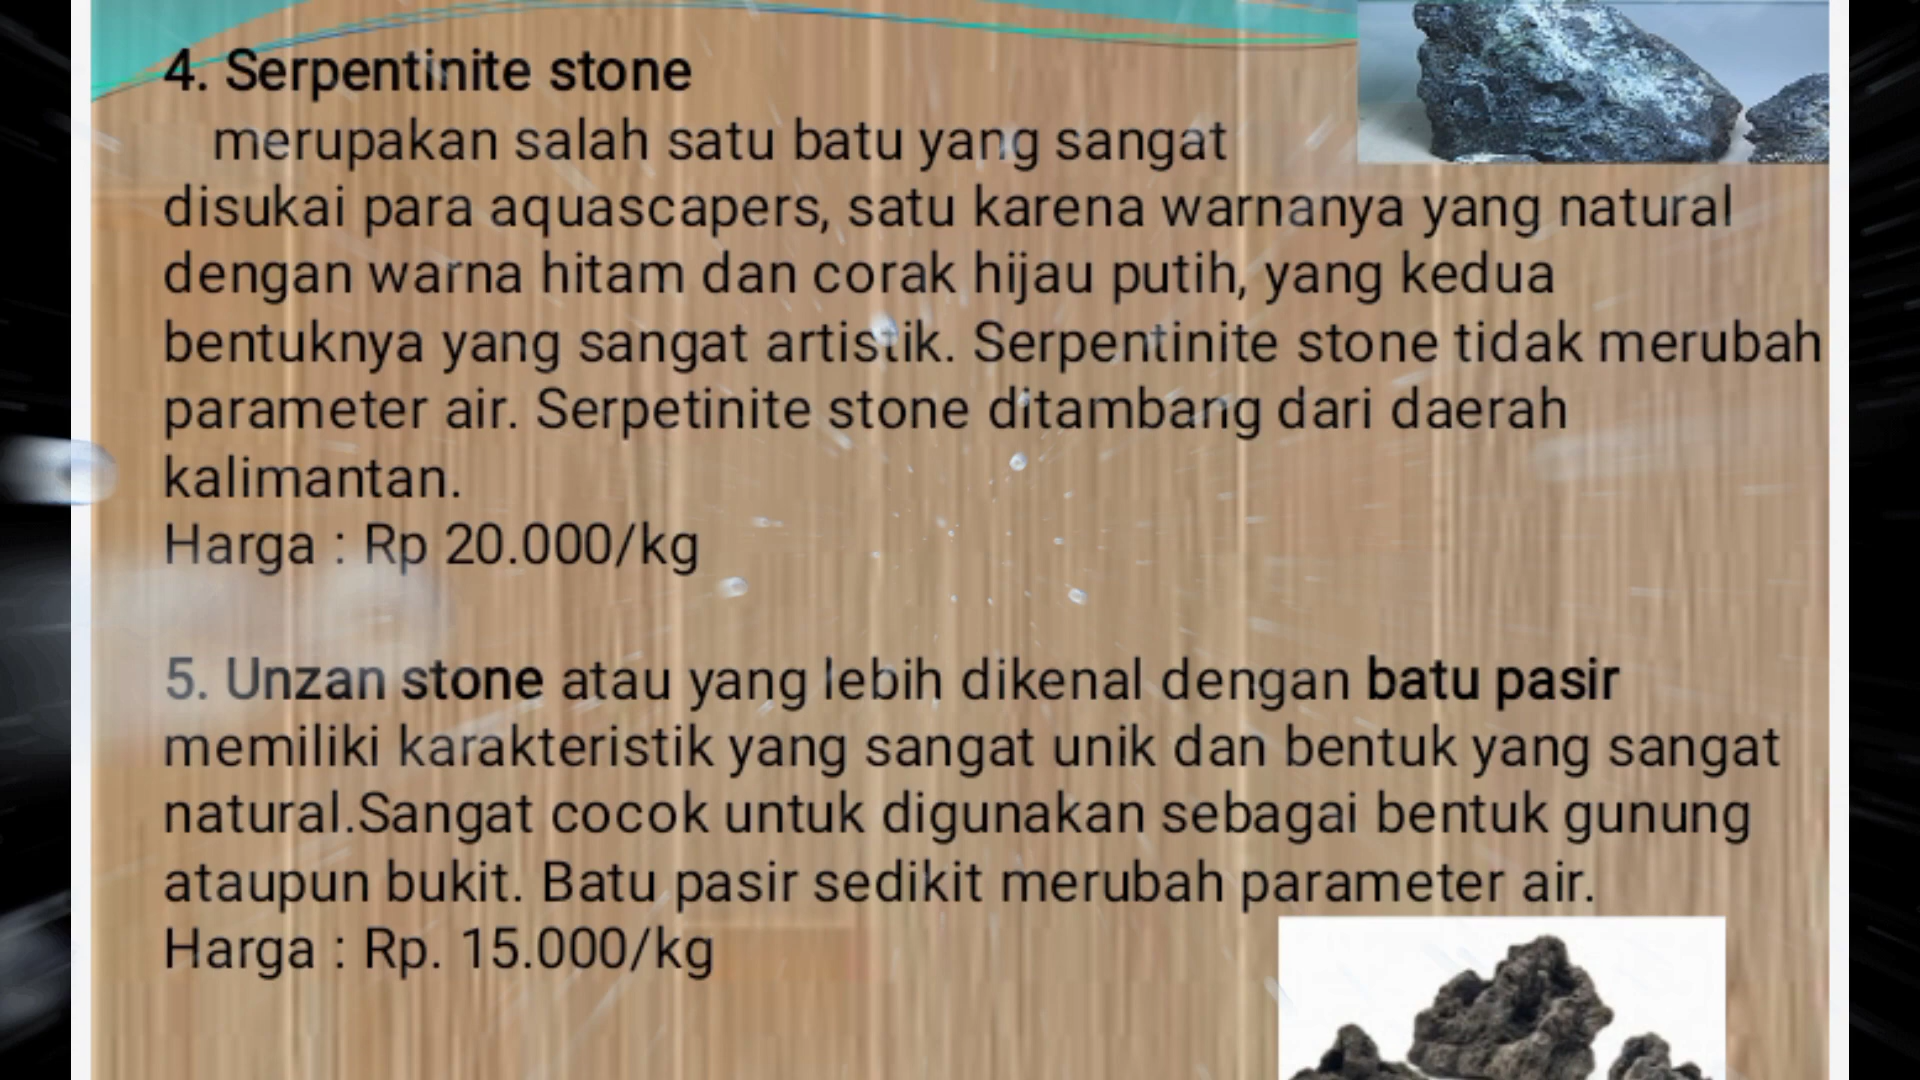 4. Serpentinite stone
merupakan salah satu batu yang sangat
disukai para aquascapers, satu karena warnanya yang natural
dengan warna hitam dan corak hijau putih, yang kedua
bentuknya yang sangat artistik. Serpentinite stone tidak merubah
parameter air. Serpetinite stone ditambang dari daerah
kalimantan.
Harga : Rp 20.000/kg
5. Unzan stone atau yang lebih dikenal dengan batu pasir
memiliki karakteristik yang sangat unik dan bentuk yang sangat
natural.Sangat cocok untuk digunakan sebagai bentuk gunung
ataupun bukit. Batu pasir sedikit merubah parameter air.
Harga : Rp. 15.000/kg